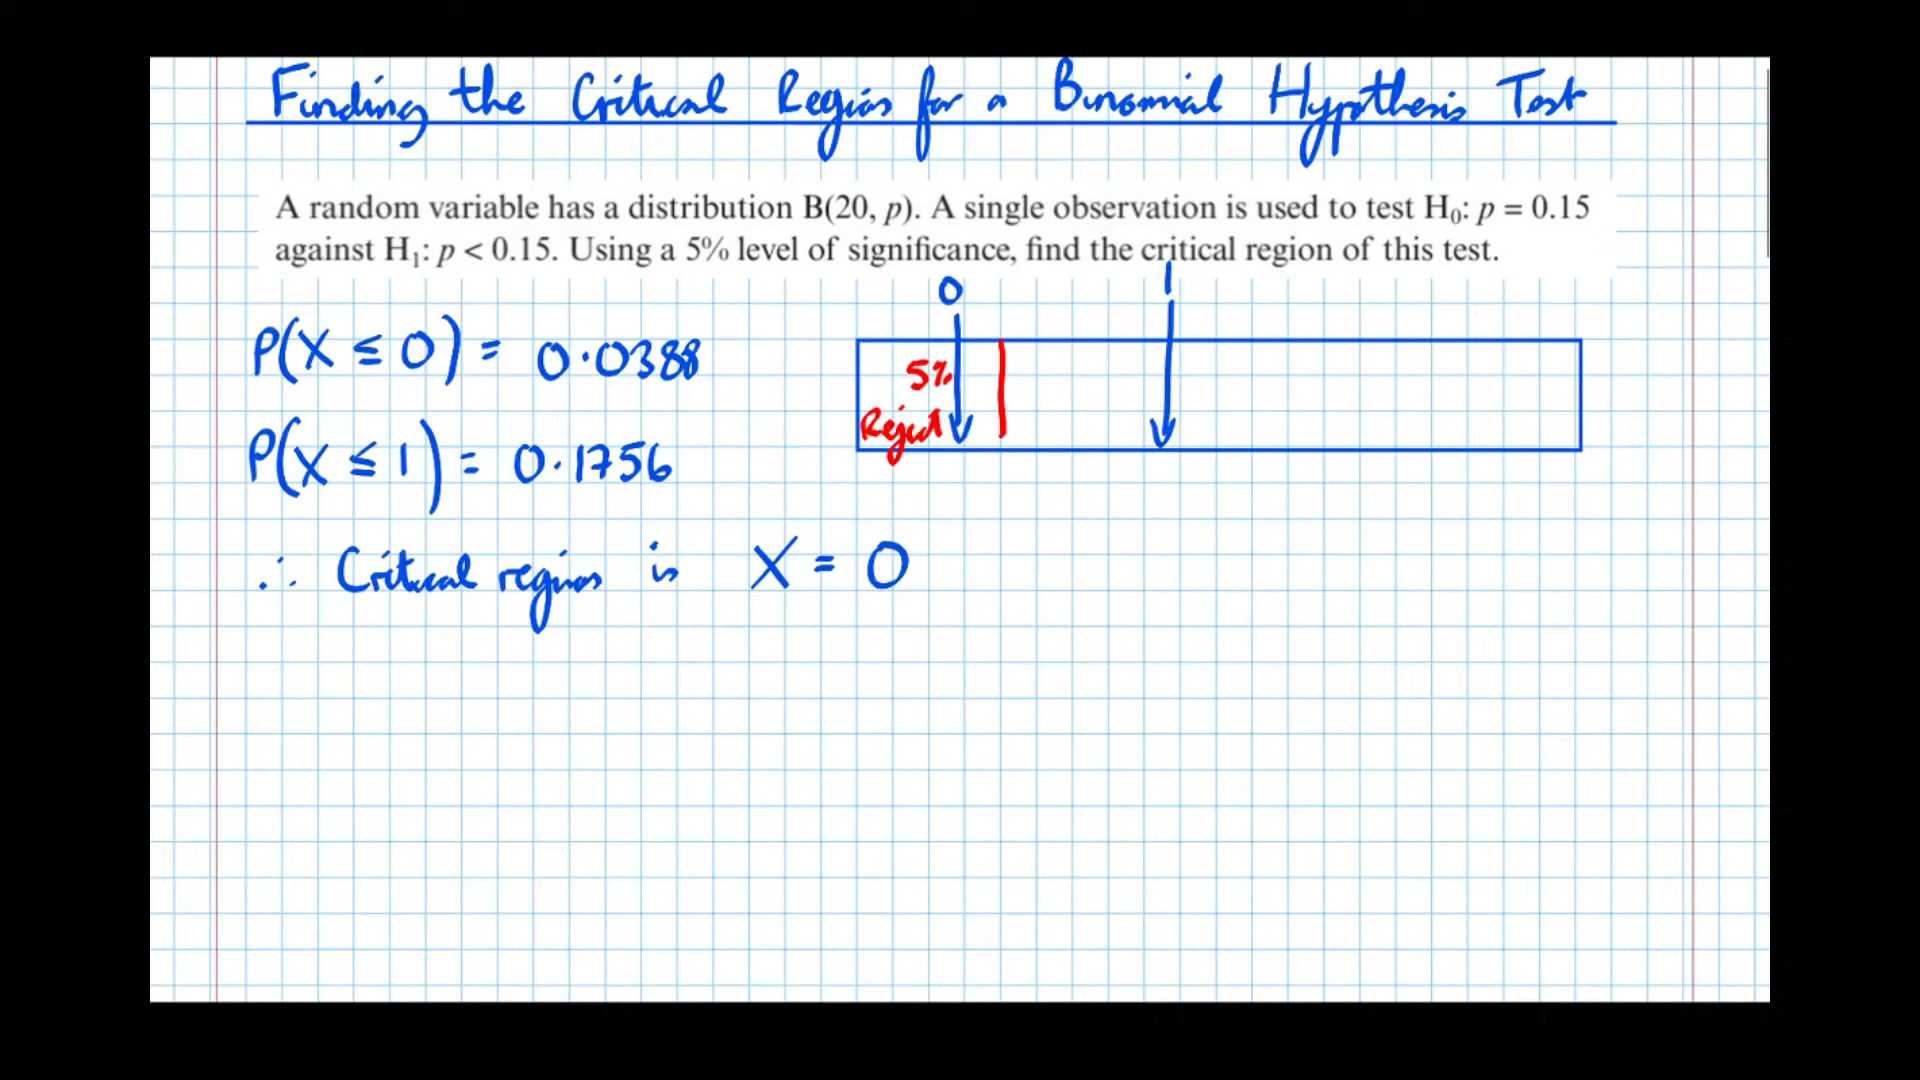 Finding the Critical Region for a Binomial Hypothesis Test
A random variable has a distribution B(20, p). A single observation is used to test H₀: p = 0.15
against H₁: p < 0.15. Using a 5% level of significance, find the critical region of this test.
0 1
P(X ≤ 0) = 0.0388
5%
Reject
P(X ≤ 1) = 0.1756
∴ Critical region is X = 0